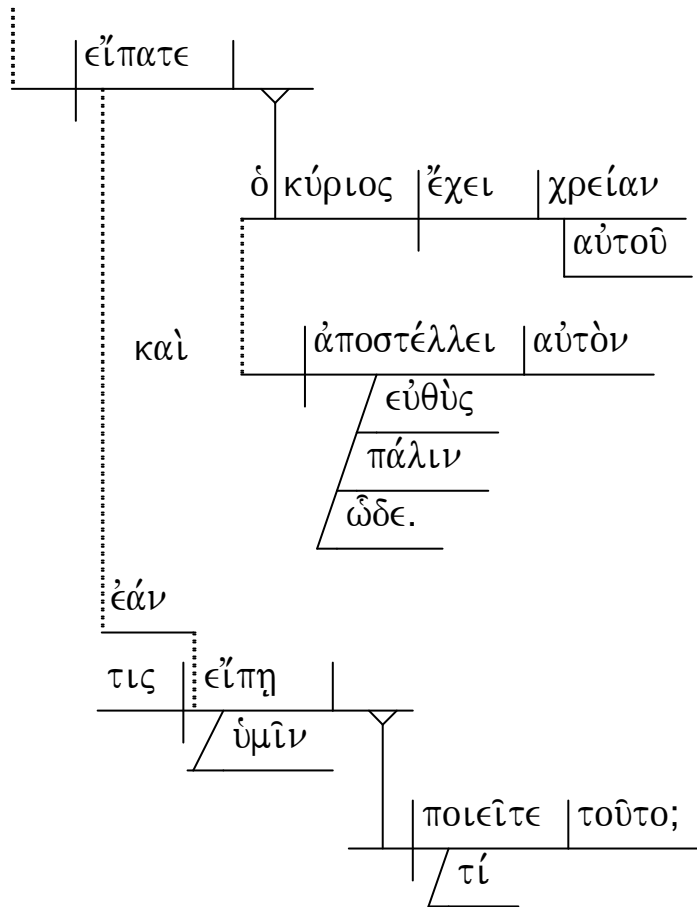 εἴπατε
ὁ κύριος ἔχει χρείαν
αὐτοῦ
καὶ ἀποστέλλει αὐτὸν
εὐθὺς
πάλιν
ὧδε.
ἐάν
τις εἴπῃ
ὑμῖν
ποιεῖτε τοῦτο;
τί